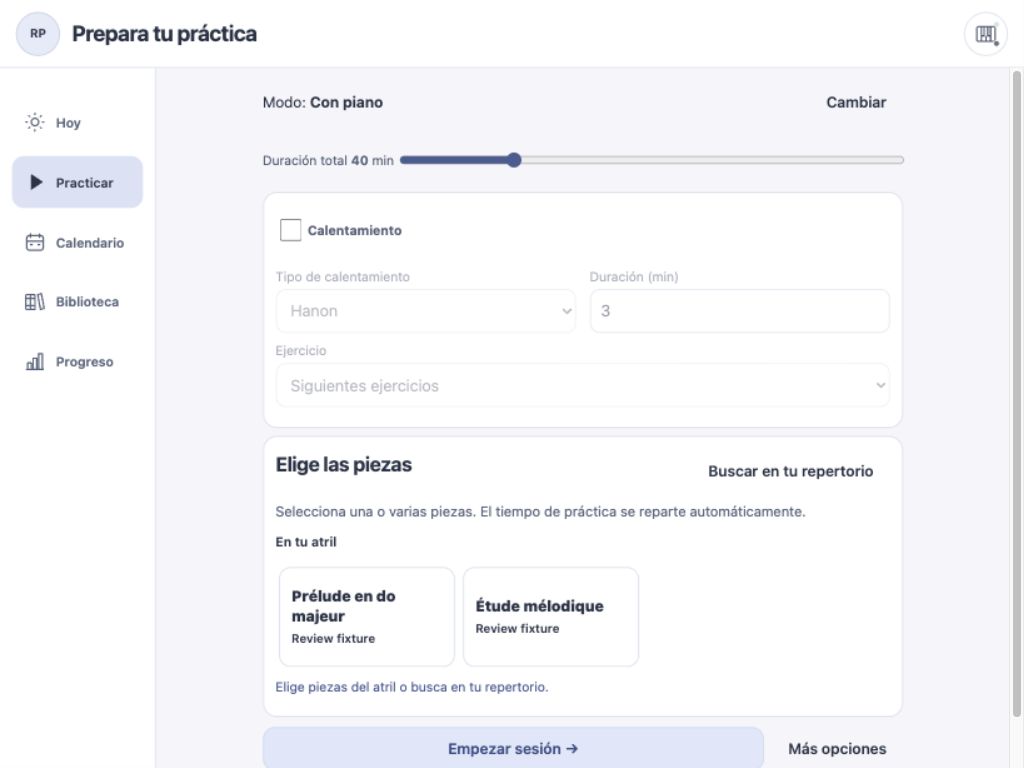 RP
Prepara tu práctica
Hoy
Practicar
Calendario
Biblioteca
Progreso
Modo: Con piano
Cambiar
Duración total 40 min
Calentamiento
Tipo de calentamiento
Duración (min)
Hanon
3
Ejercicio
Siguientes ejercicios
Elige las piezas
Buscar en tu repertorio
Selecciona una o varias piezas. El tiempo de práctica se reparte automáticamente.
En tu atril
Prélude en do
majeur
Review fixture
Étude mélodique
Review fixture
Elige piezas del atril o busca en tu repertorio.
Empezar sesión →
Más opciones